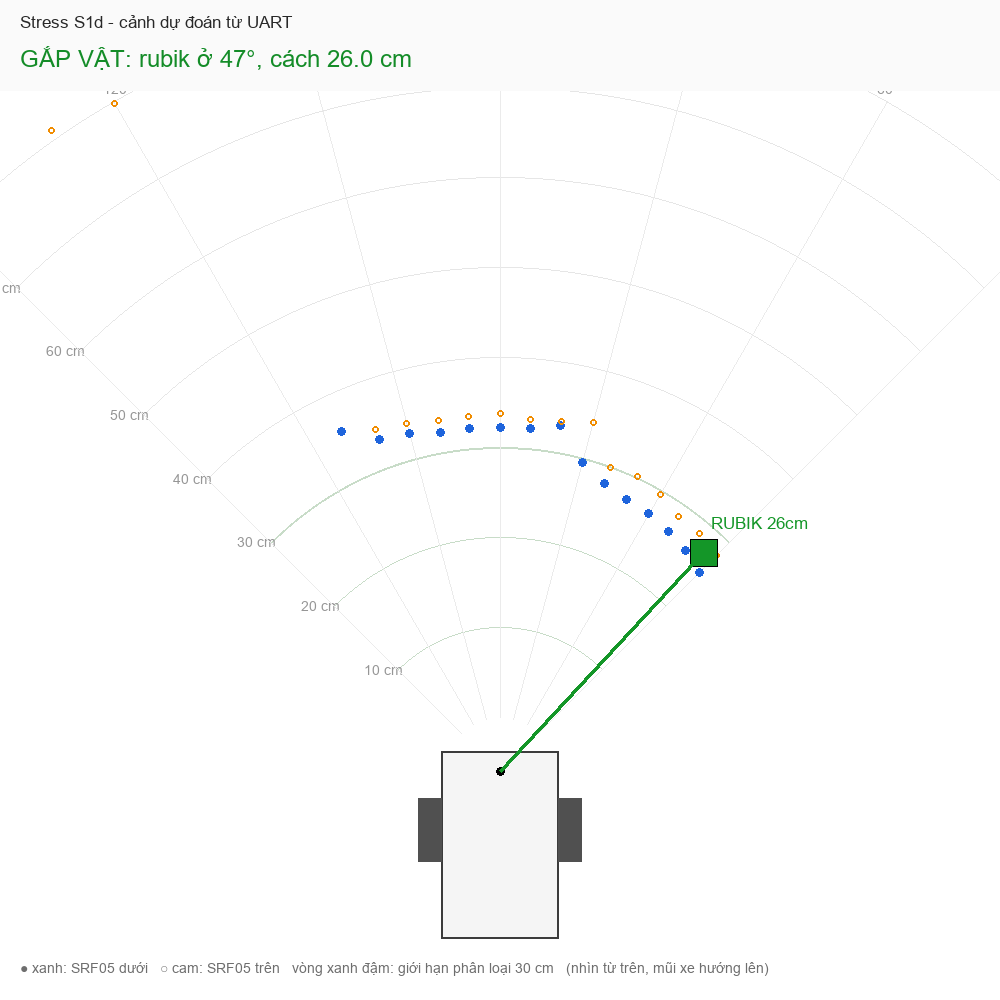 Stress S1d - cảnh dự đoán từ UART
GẮP VẬT: rubik ở 47°, cách 26.0 cm
cm
60 cm
50 cm
40 cm
30 cm
20 cm
10 cm
RUBIK 26cm
● xanh: SRF05 dưới ○ cam: SRF05 trên vòng xanh đậm: giới hạn phân loại 30 cm (nhìn từ trên, mũi xe hướng lên)